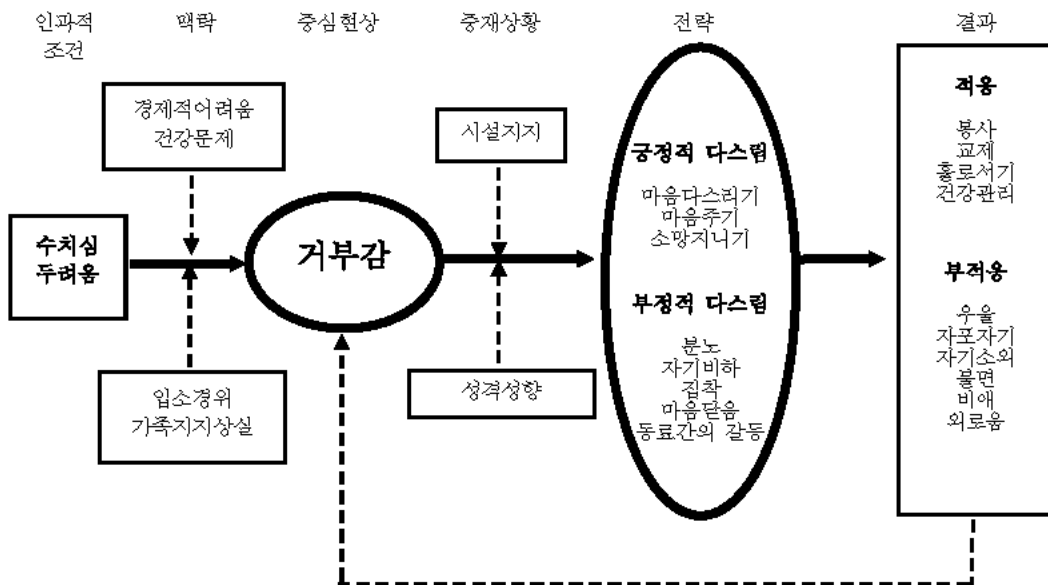 인과적
조건
맥락
중심현상
중재상황
전략
결과
경제적어려움
건강문제
시설지지
수치심
두려움
거부감
입소경위
가족지지상실
성격성향
긍정적 다스림
마음다스리기
마음주기
소망지니기
부정적 다스림
분노
자기비하
집착
마음닫음
동료간의 갈등
적응
봉사
교제
홀로서기
건강관리
부적응
우울
자포자기
자기소외
불면
비애
외로움